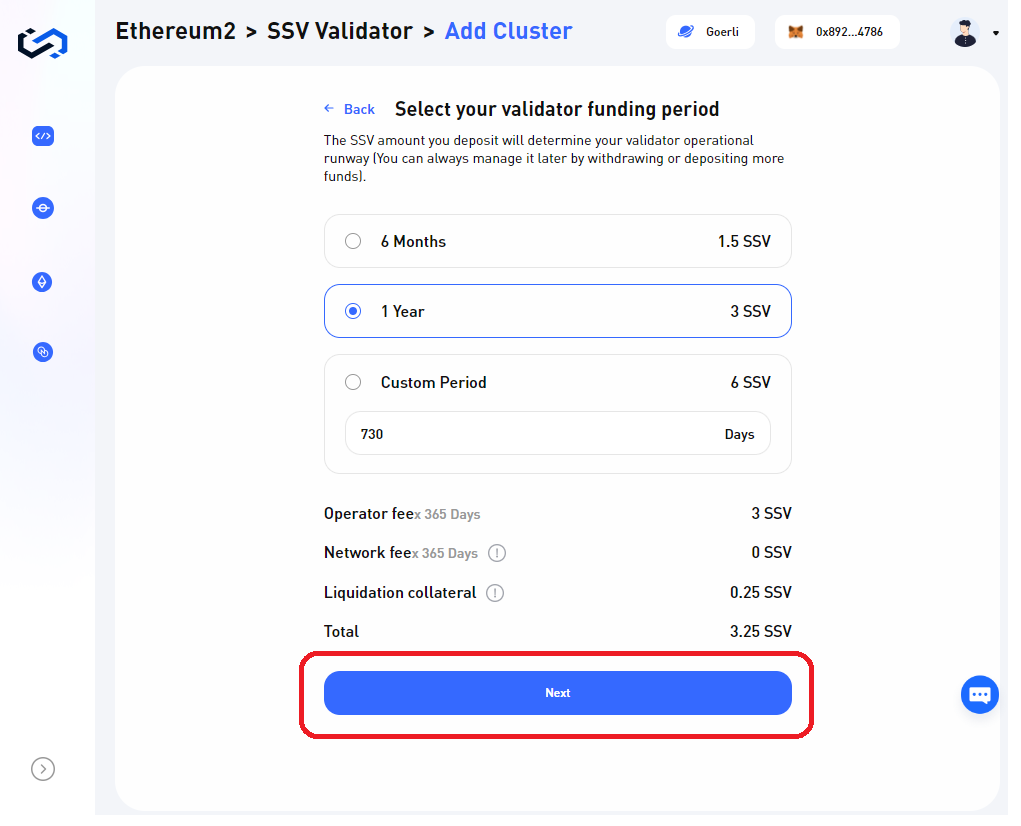 Ethereum2 > SSV Validator > Add Cluster
Goerli
0x892...4786
← Back
Select your validator funding period
The SSV amount you deposit will determine your validator operational
runway (You can always manage it later by withdrawing or depositing more
funds).
6 Months 1.5 SSV
1 Year 3 SSV
Custom Period 6 SSV
730 Days
Operator fee x 365 Days 3 SSV
Network fee x 365 Days 0 SSV
Liquidation collateral 0.25 SSV
Total 3.25 SSV
Next